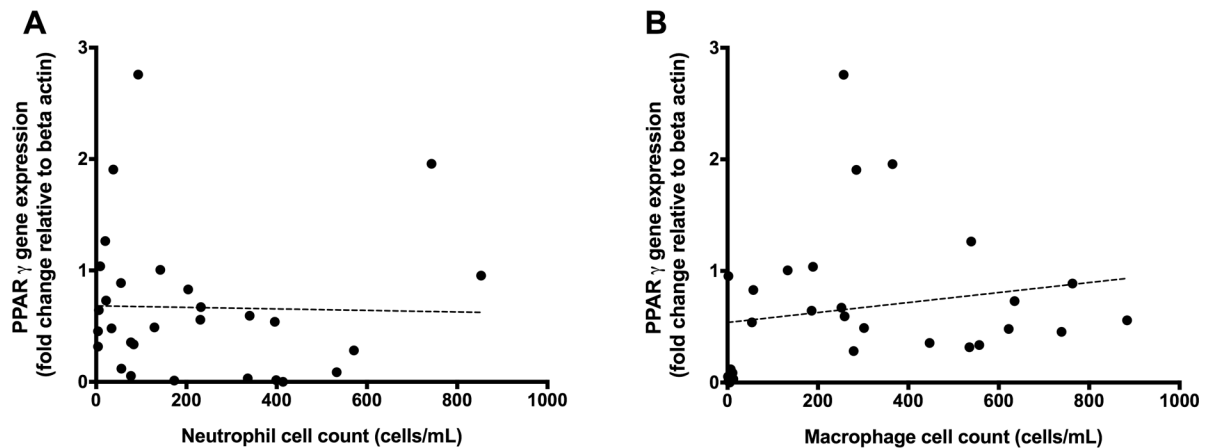 A
PPAR γ gene expression
(fold change relative to beta actin)
3
2
1
0
0 200 400 600 800 1000
Neutrophil cell count (cells/mL)
B
PPAR γ gene expression
(fold change relative to beta actin)
3
2
1
0
0 200 400 600 800 1000
Macrophage cell count (cells/mL)